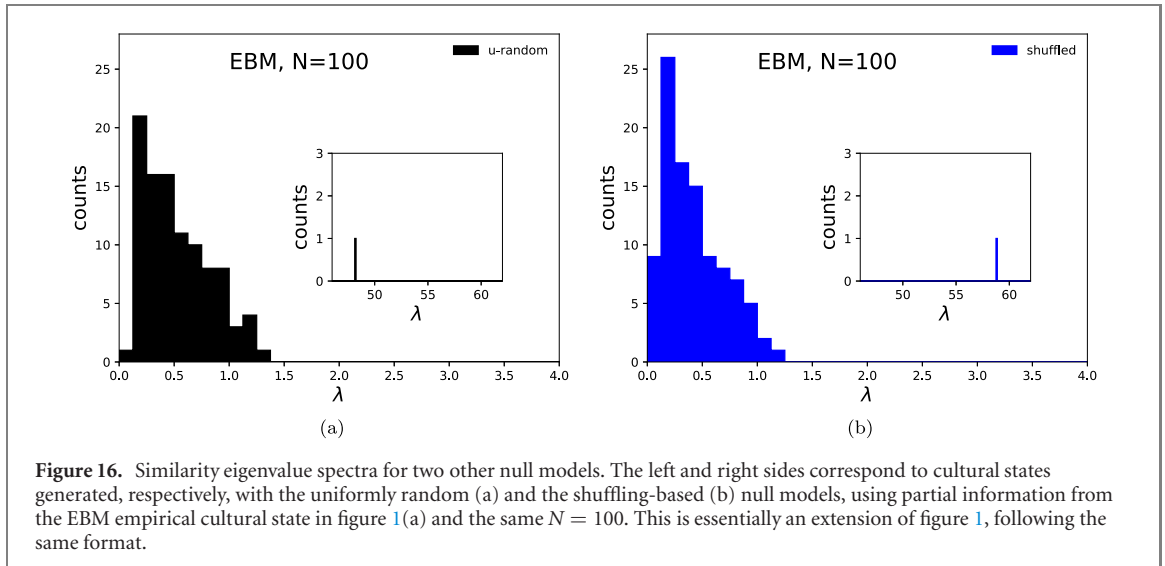 EBM, N=100
u-random
counts
25
20
15
10
5
0
0.0 0.5 1.0 1.5 2.0 2.5 3.0 3.5 4.0
λ
counts
3
2
1
0
50 55 60
λ
(a)
EBM, N=100
shuffled
counts
25
20
15
10
5
0
0.0 0.5 1.0 1.5 2.0 2.5 3.0 3.5 4.0
λ
counts
3
2
1
0
50 55 60
λ
(b)
Figure 16. Similarity eigenvalue spectra for two other null models. The left and right sides correspond to cultural states
generated, respectively, with the uniformly random (a) and the shuffling-based (b) null models, using partial information from
the EBM empirical cultural state in figure 1(a) and the same N = 100. This is essentially an extension of figure 1, following the
same format.